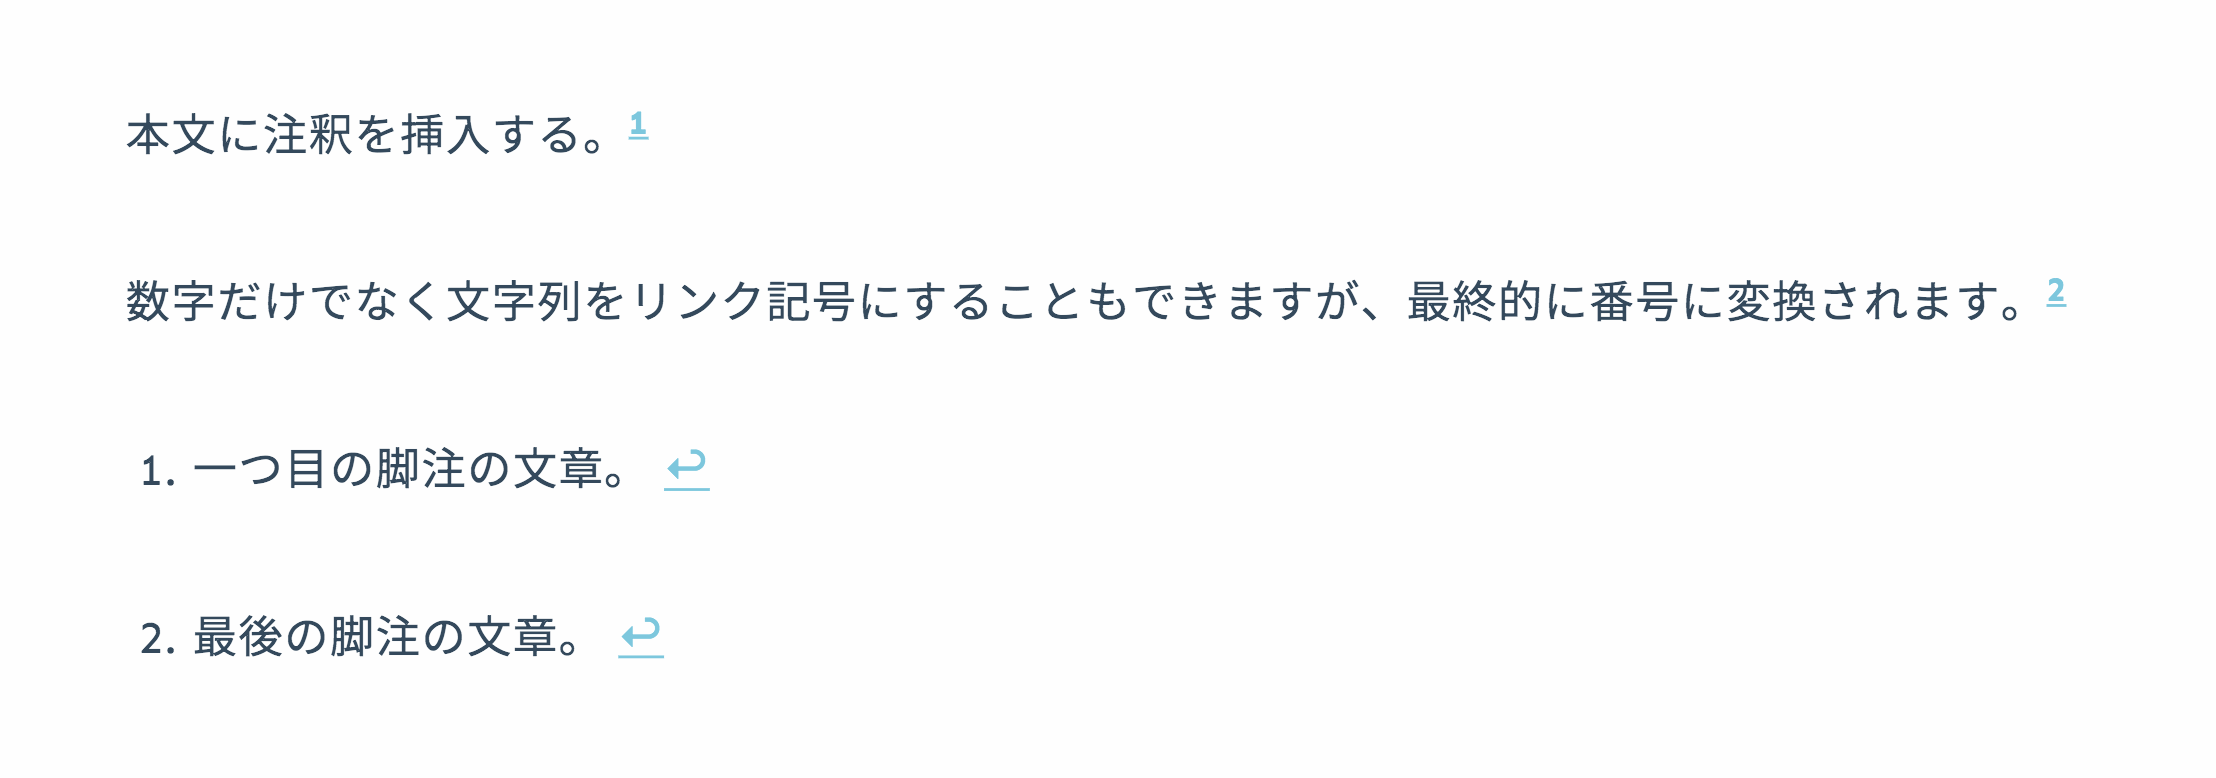 本文に注釈を挿入する。1
数字だけでなく文字列をリンク記号にすることもできますが、最終的に番号に変換されます。2
1. 一つ目の脚注の文章。 ↩
2. 最後の脚注の文章。 ↩